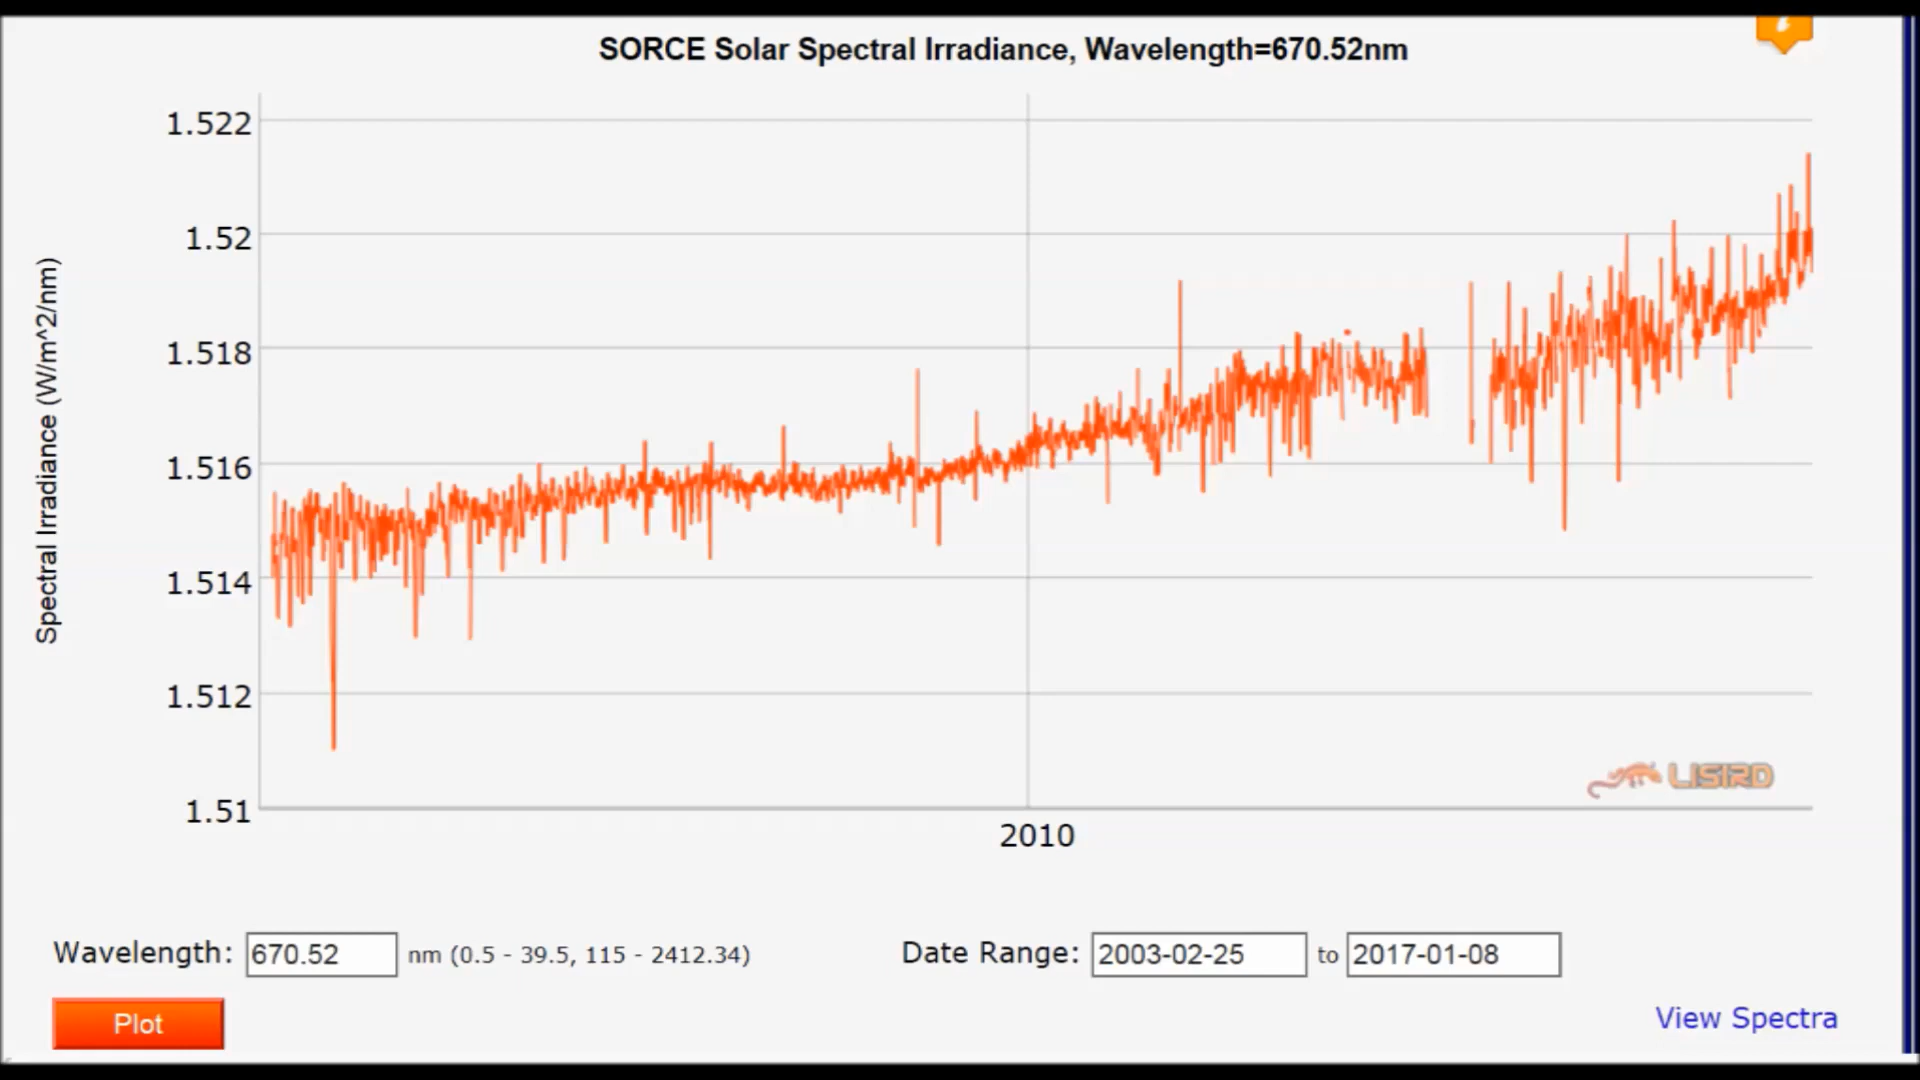 SORCE Solar Spectral Irradiance, Wavelength=670.52nm
Spectral Irradiance (W/m^2/nm)
1.522
1.52
1.518
1.516
1.514
1.512
1.51
2010
LISIRD
Wavelength: 670.52 nm (0.5 - 39.5, 115 - 2412.34) Date Range: 2003-02-25 to 2017-01-08
Plot
View Spectra